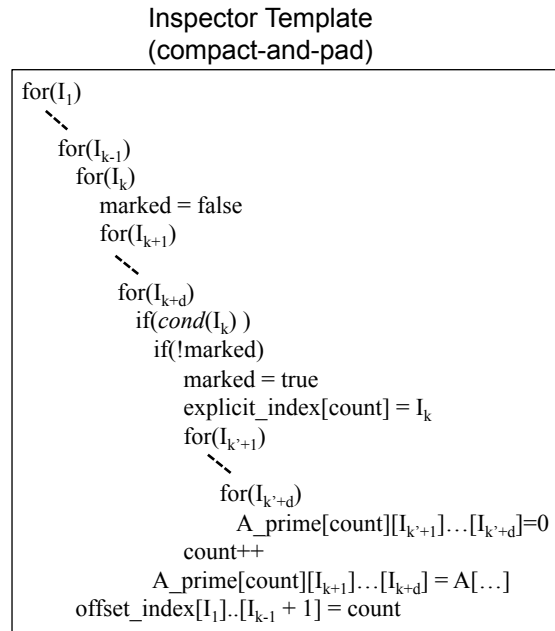 Inspector Template
(compact-and-pad)
for(I₁)
for(Iₖ₋₁)
for(Iₖ)
marked = false
for(Iₖ₊₁)
for(Iₖ₊d)
if(cond(Iₖ) )
if(!marked)
marked = true
explicit_index[count] = Iₖ
for(Iₖ'₊₁)
for(Iₖ'₊d)
A_prime[count][Iₖ'₊₁]…[Iₖ'₊d]=0
count++
A_prime[count][Iₖ₊₁]…[Iₖ₊d] = A[…]
offset_index[I₁]..[Iₖ₋₁ + 1] = count